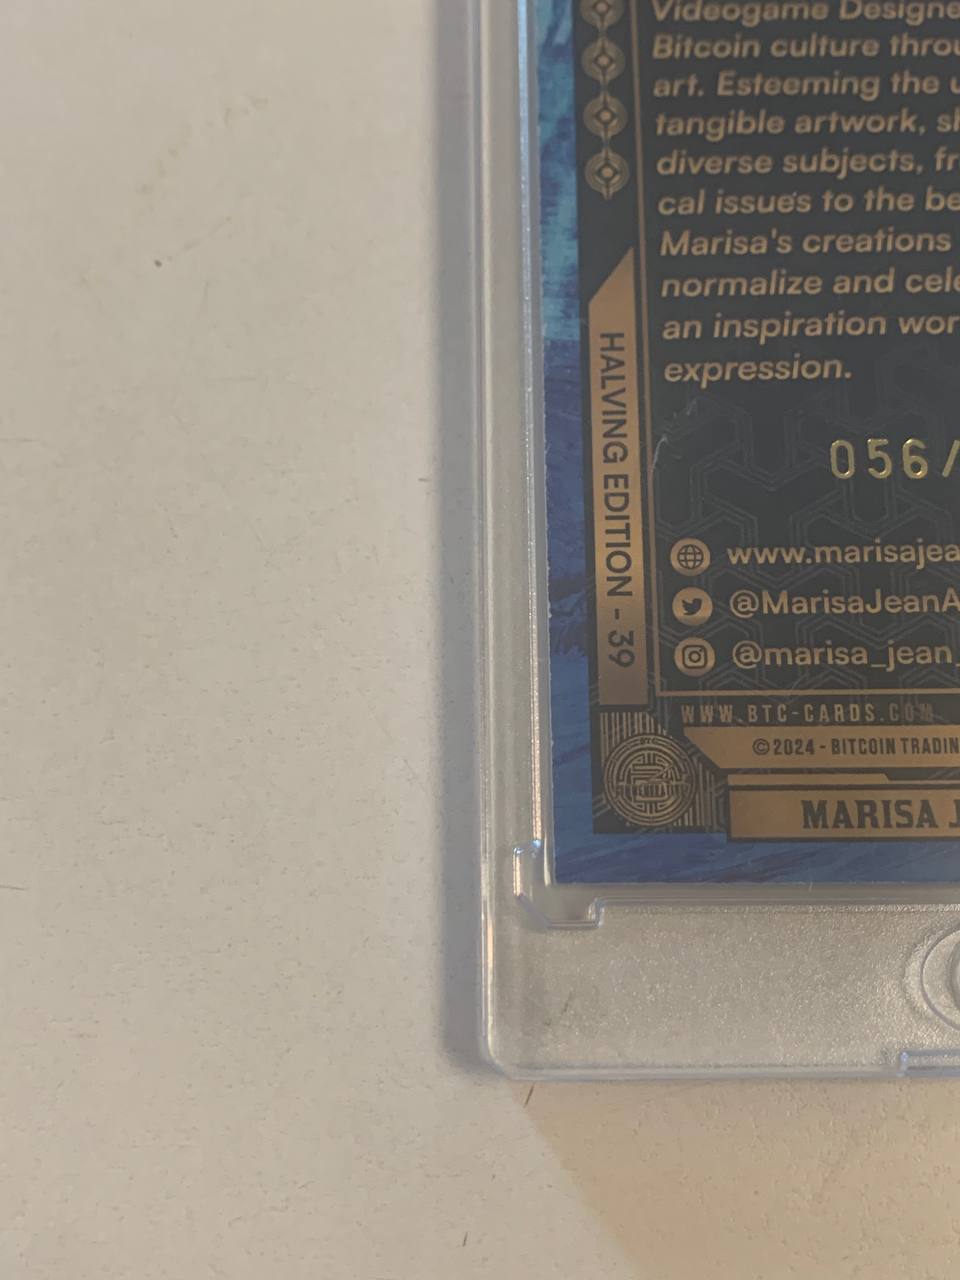 Videogame Designe
Bitcoin culture throu
art. Esteeming the u
tangible artwork, sh
diverse subjects, fr
cal issues to the be
Marisa's creations
normalize and cele
an inspiration wor
expression.
HALVING EDITION - 39
056/
www.marisajea
@MarisaJeanA
@marisa_jean_
WWW.BTC-CARDS.COM
©2024 - BITCOIN TRADIN
MARISA J